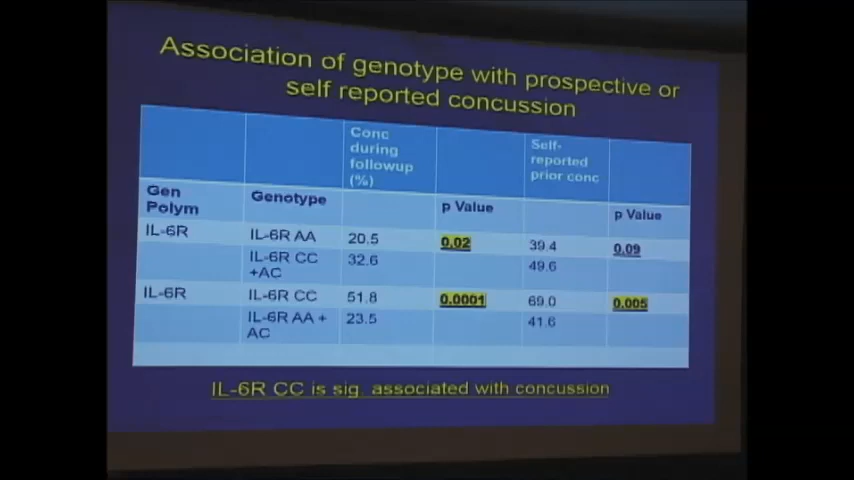 Association of genotype with prospective or
self reported concussion
Conc
during
followup
(%)
Self-
reported
prior conc
Gen
Polym
Genotype
p Value
p Value
IL-6R
IL-6R AA
20.5
0.02
39.4
0.09
IL-6R CC
+AC
32.6
49.6
IL-6R
IL-6R CC
51.8
0.0001
69.0
0.005
IL-6R AA +
AC
23.5
41.6
IL-6R CC is sig associated with concussion